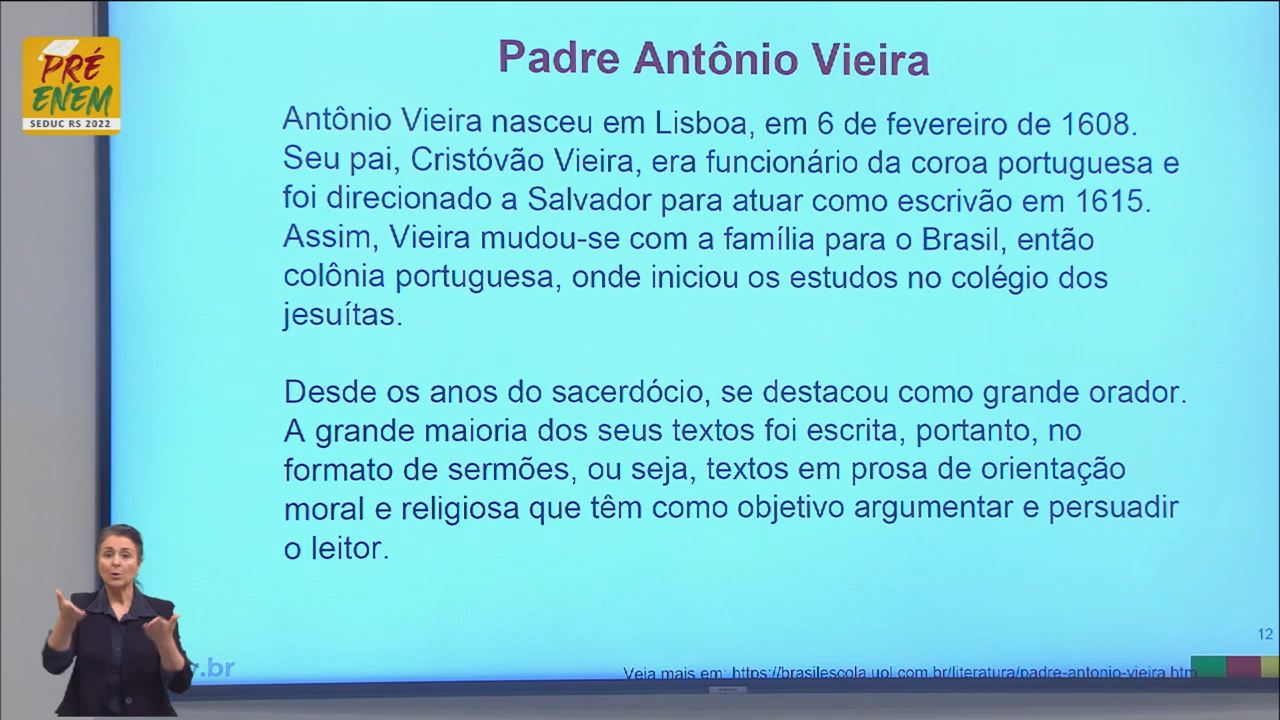 PRÉ
ENEM
SEDUC RS 2022
Padre Antônio Vieira
Antônio Vieira nasceu em Lisboa, em 6 de fevereiro de 1608.
Seu pai, Cristóvão Vieira, era funcionário da coroa portuguesa e
foi direcionado a Salvador para atuar como escrivão em 1615.
Assim, Vieira mudou-se com a família para o Brasil, então
colônia portuguesa, onde iniciou os estudos no colégio dos
jesuítas.
Desde os anos do sacerdócio, se destacou como grande orador.
A grande maioria dos seus textos foi escrita, portanto, no
formato de sermões, ou seja, textos em prosa de orientação
moral e religiosa que têm como objetivo argumentar e persuadir
o leitor.
12
.br
Veja mais em: https://brasilescola.uol.com.br/literatura/padre-antonio-vieira.htm